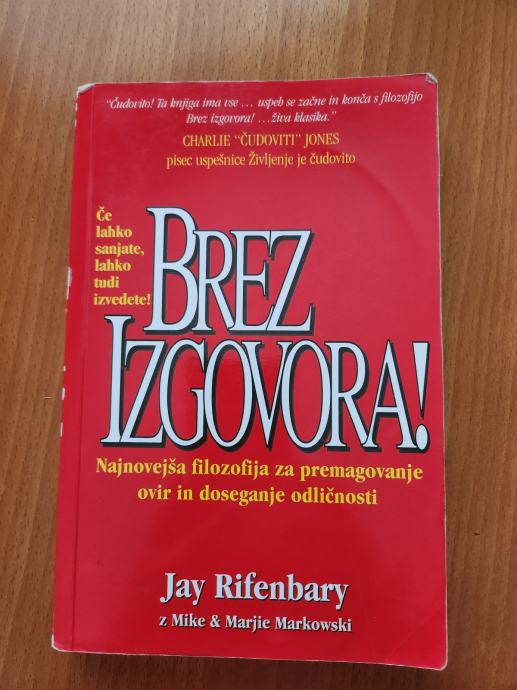 “Čudovito! Ta knjiga ima vse … uspeh se začne in konča s filozofijo
Brez izgovora! …živa klasika.”
CHARLIE “ČUDOVITI” JONES
pisec uspešnice Življenje je čudovito
Če
lahko
sanjate,
lahko
tudi
izvedete!
BREZ
IZGOVORA!
Najnovejša filozofija za premagovanje
ovir in doseganje odličnosti
Jay Rifenbary
z Mike & Marjie Markowski